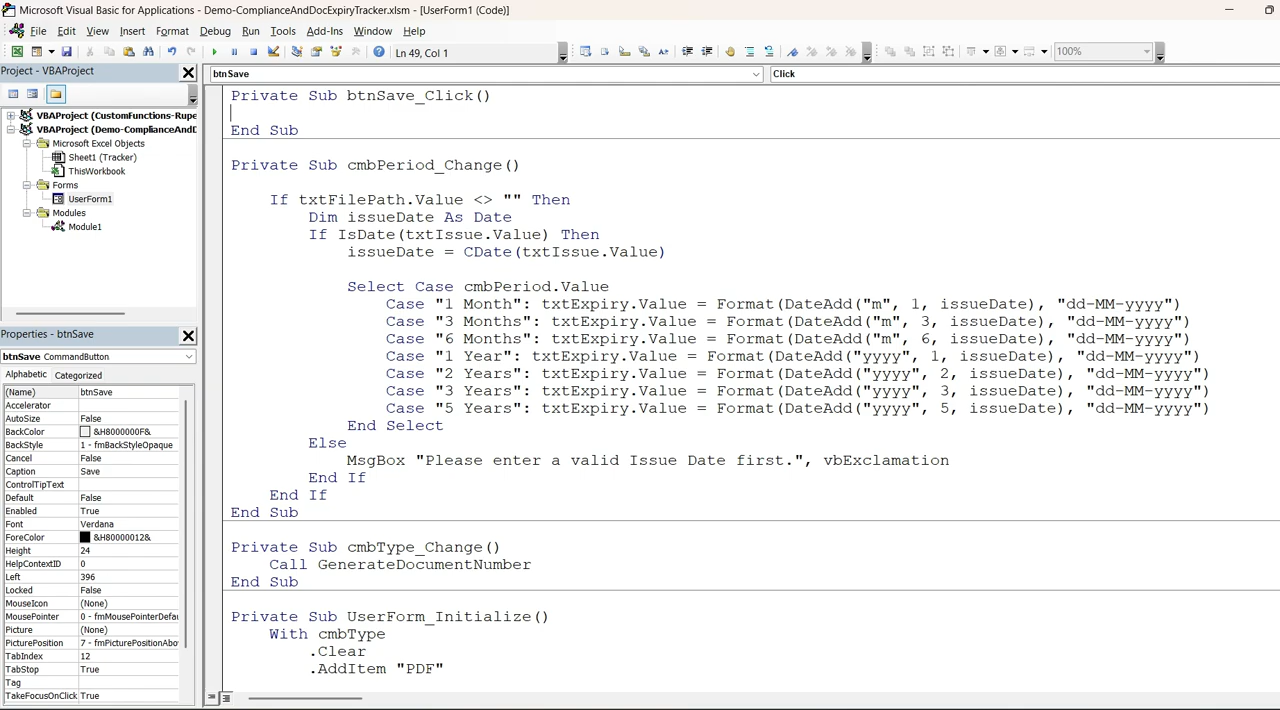 Microsoft Visual Basic for Applications - Demo-ComplianceAndDocExpiryTracker.xlsm - [UserForm1 (Code)]
File Edit View Insert Format Debug Run Tools Add-Ins Window Help
Ln 49, Col 1
100%
Project - VBAProject
VBAProject (CustomFunctions-Rupe
VBAProject (Demo-ComplianceAndD
Microsoft Excel Objects
Sheet1 (Tracker)
ThisWorkbook
Forms
UserForm1
Modules
Module1
Properties - btnSave
btnSave CommandButton
Alphabetic Categorized
(Name) btnSave
Accelerator
AutoSize False
BackColor &H8000000F&
BackStyle 1 - fmBackStyleOpaque
Cancel False
Caption Save
ControlTipText
Default False
Enabled True
Font Verdana
ForeColor &H80000012&
Height 24
HelpContextID 0
Left 396
Locked False
MouseIcon (None)
MousePointer 0 - fmMousePointerDefau
Picture (None)
PicturePosition 7 - fmPicturePositionAbov
TabIndex 12
TabStop True
Tag
TakeFocusOnClick True
btnSave Click
Private Sub btnSave_Click()
End Sub
Private Sub cmbPeriod_Change()
If txtFilePath.Value <> "" Then
Dim issueDate As Date
If IsDate(txtIssue.Value) Then
issueDate = CDate(txtIssue.Value)
Select Case cmbPeriod.Value
Case "1 Month": txtExpiry.Value = Format(DateAdd("m", 1, issueDate), "dd-MM-yyyy")
Case "3 Months": txtExpiry.Value = Format(DateAdd("m", 3, issueDate), "dd-MM-yyyy")
Case "6 Months": txtExpiry.Value = Format(DateAdd("m", 6, issueDate), "dd-MM-yyyy")
Case "1 Year": txtExpiry.Value = Format(DateAdd("yyyy", 1, issueDate), "dd-MM-yyyy")
Case "2 Years": txtExpiry.Value = Format(DateAdd("yyyy", 2, issueDate), "dd-MM-yyyy")
Case "3 Years": txtExpiry.Value = Format(DateAdd("yyyy", 3, issueDate), "dd-MM-yyyy")
Case "5 Years": txtExpiry.Value = Format(DateAdd("yyyy", 5, issueDate), "dd-MM-yyyy")
End Select
Else
MsgBox "Please enter a valid Issue Date first.", vbExclamation
End If
End If
End Sub
Private Sub cmbType_Change()
Call GenerateDocumentNumber
End Sub
Private Sub UserForm_Initialize()
With cmbType
.Clear
.AddItem "PDF"